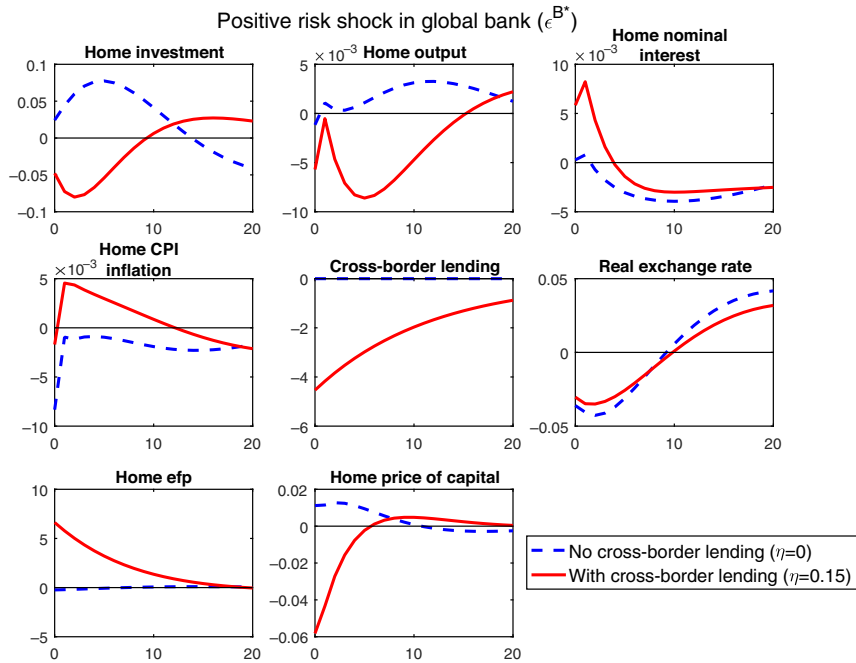 Positive risk shock in global bank (ϵ^B*)
Home investment
0.1
0.05
0
−0.05
−0.1
0 10 20
Home output
×10⁻³
5
0
−5
−10
0 10 20
Home nominal
interest
×10⁻³
10
5
0
−5
0 10 20
Home CPI
inflation
×10⁻³
5
0
−5
−10
0 10 20
Cross-border lending
0
−2
−4
−6
0 10 20
Real exchange rate
0.05
0
−0.05
0 10 20
Home efp
10
5
0
−5
0 10 20
Home price of capital
0.02
0
−0.02
−0.04
−0.06
0 10 20
No cross-border lending (η=0)
With cross-border lending (η=0.15)